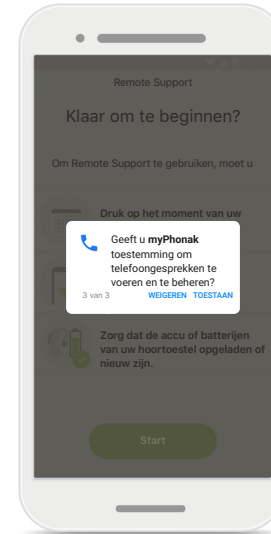 Remote Support
Klaar om te beginnen?
Om Remote Support te gebruiken, moet u
Druk op het moment van uw
Geeft u myPhonak
toestemming om
telefoongesprekken te
voeren en te beheren?
3 van 3 WEIGEREN TOESTAAN
Zorg dat de accu of batterijen
van uw hoortoestel opgeladen of
nieuw zijn.
Start